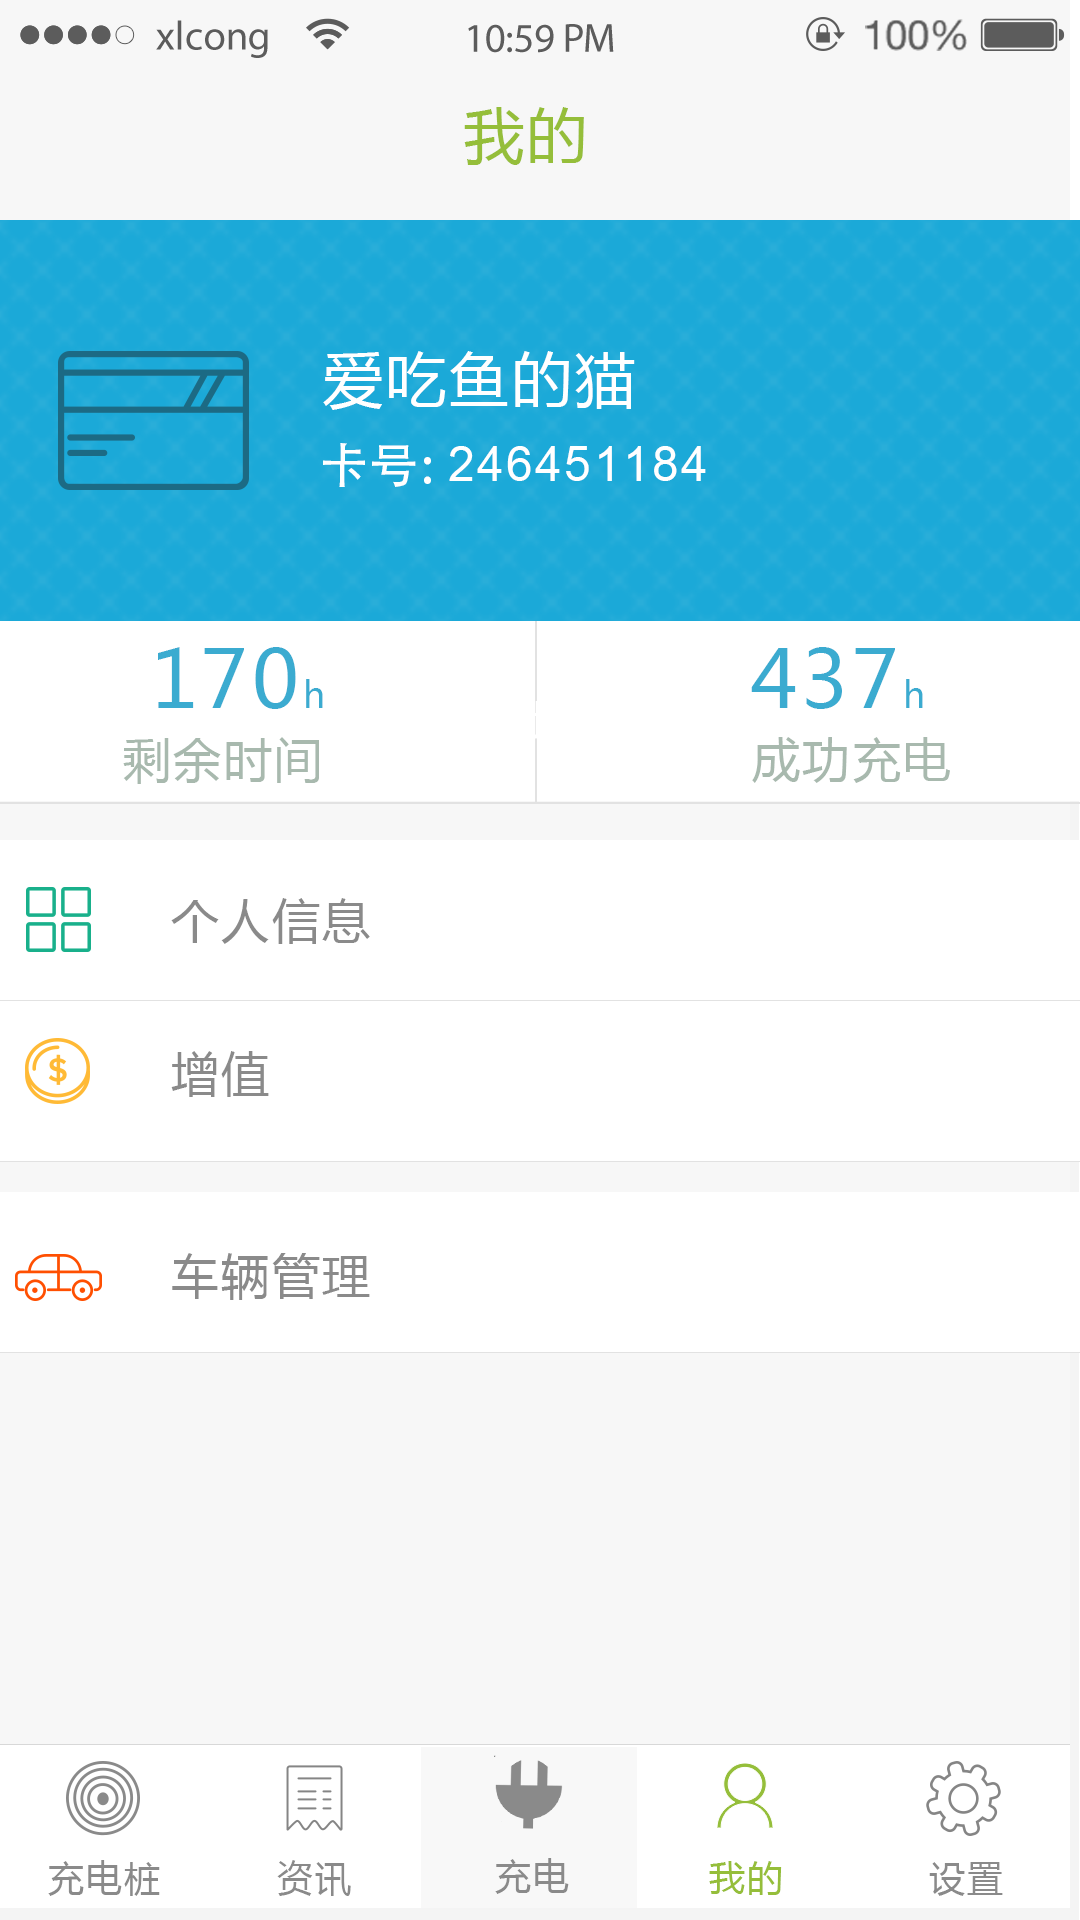 xlcong 10:59 PM 100%
我的
爱吃鱼的猫
卡号: 246451184
170h 437h
剩余时间 成功充电
个人信息
$ 增值
车辆管理
充电桩 资讯 充电 我的 设置